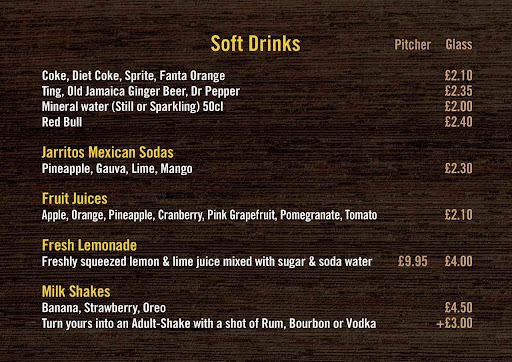 Soft Drinks Pitcher Glass
Coke, Diet Coke, Sprite, Fanta Orange £2.10
Ting, Old Jamaica Ginger Beer, Dr Pepper £2.35
Mineral water (Still or Sparkling) 50cl £2.00
Red Bull £2.40
Jarritos Mexican Sodas
Pineapple, Gauva, Lime, Mango £2.30
Fruit Juices
Apple, Orange, Pineapple, Cranberry, Pink Grapefruit, Pomegranate, Tomato £2.10
Fresh Lemonade
Freshly squeezed lemon & lime juice mixed with sugar & soda water £9.95 £4.00
Milk Shakes
Banana, Strawberry, Oreo £4.50
Turn yours into an Adult-Shake with a shot of Rum, Bourbon or Vodka +£3.00